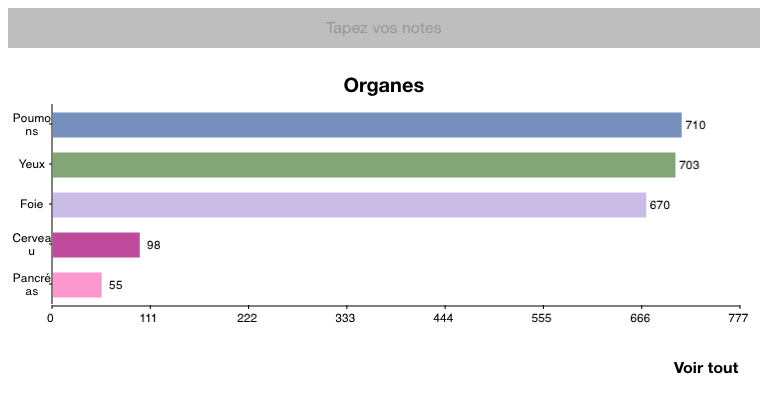 Tapez vos notes
Organes
Poumo
ns
710
Yeux
703
Foie
670
Cervea
u
98
Pancré
as
55
0 111 222 333 444 555 666 777
Voir tout